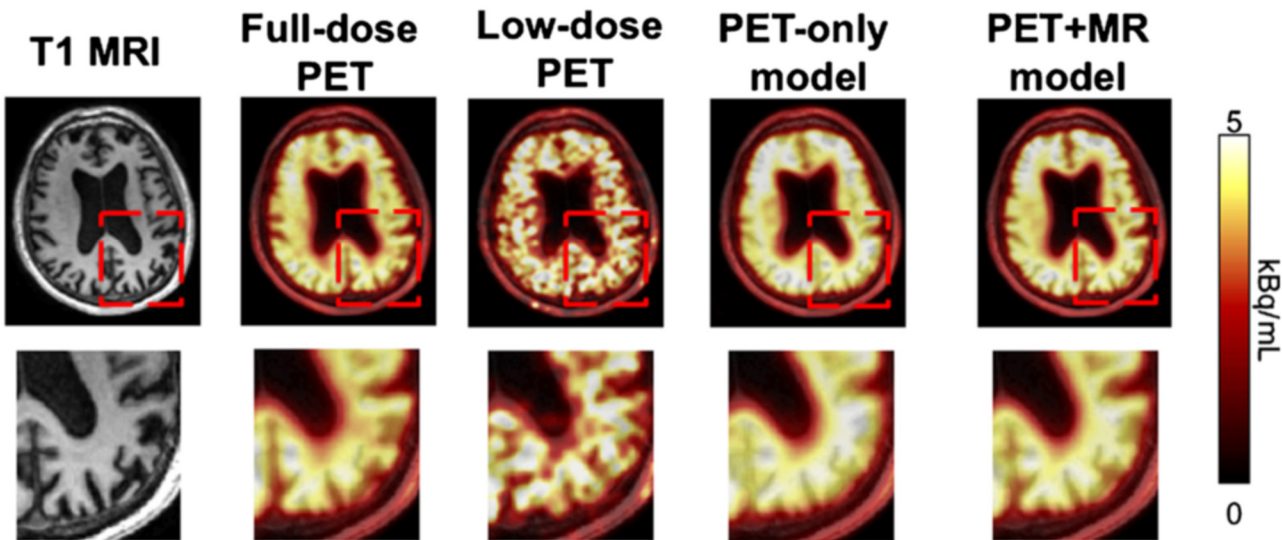 T1 MRI
Full-dose
PET
Low-dose
PET
PET-only
model
PET+MR
model
5
kBq/mL
0